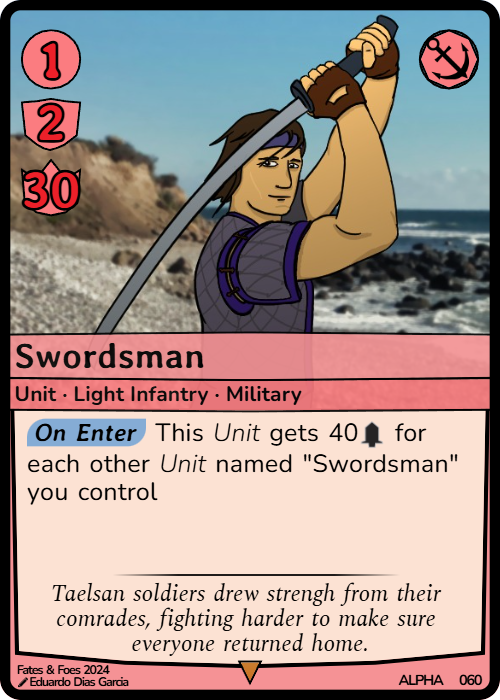 1
2
30
Swordsman
Unit · Light Infantry · Military
On Enter This Unit gets 40 for
each other Unit named "Swordsman"
you control
Taelsan soldiers drew strengh from their
comrades, fighting harder to make sure
everyone returned home.
Fates & Foes 2024
Eduardo Dias Garcia
ALPHA 060